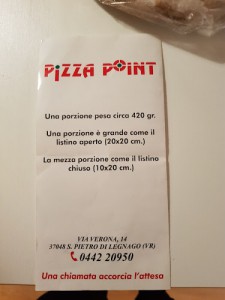 PIZZA POINT
Una porzione pesa circa 420 gr.
Una porzione è grande come il
listino aperto (20x20 cm.)
La mezza porzione come il listino
chiuso (10x20 cm.)
VIA VERONA, 14
37048 S. PIETRO DI LEGNAGO (VR)
0442 20950
Una chiamata accorcia l'attesa